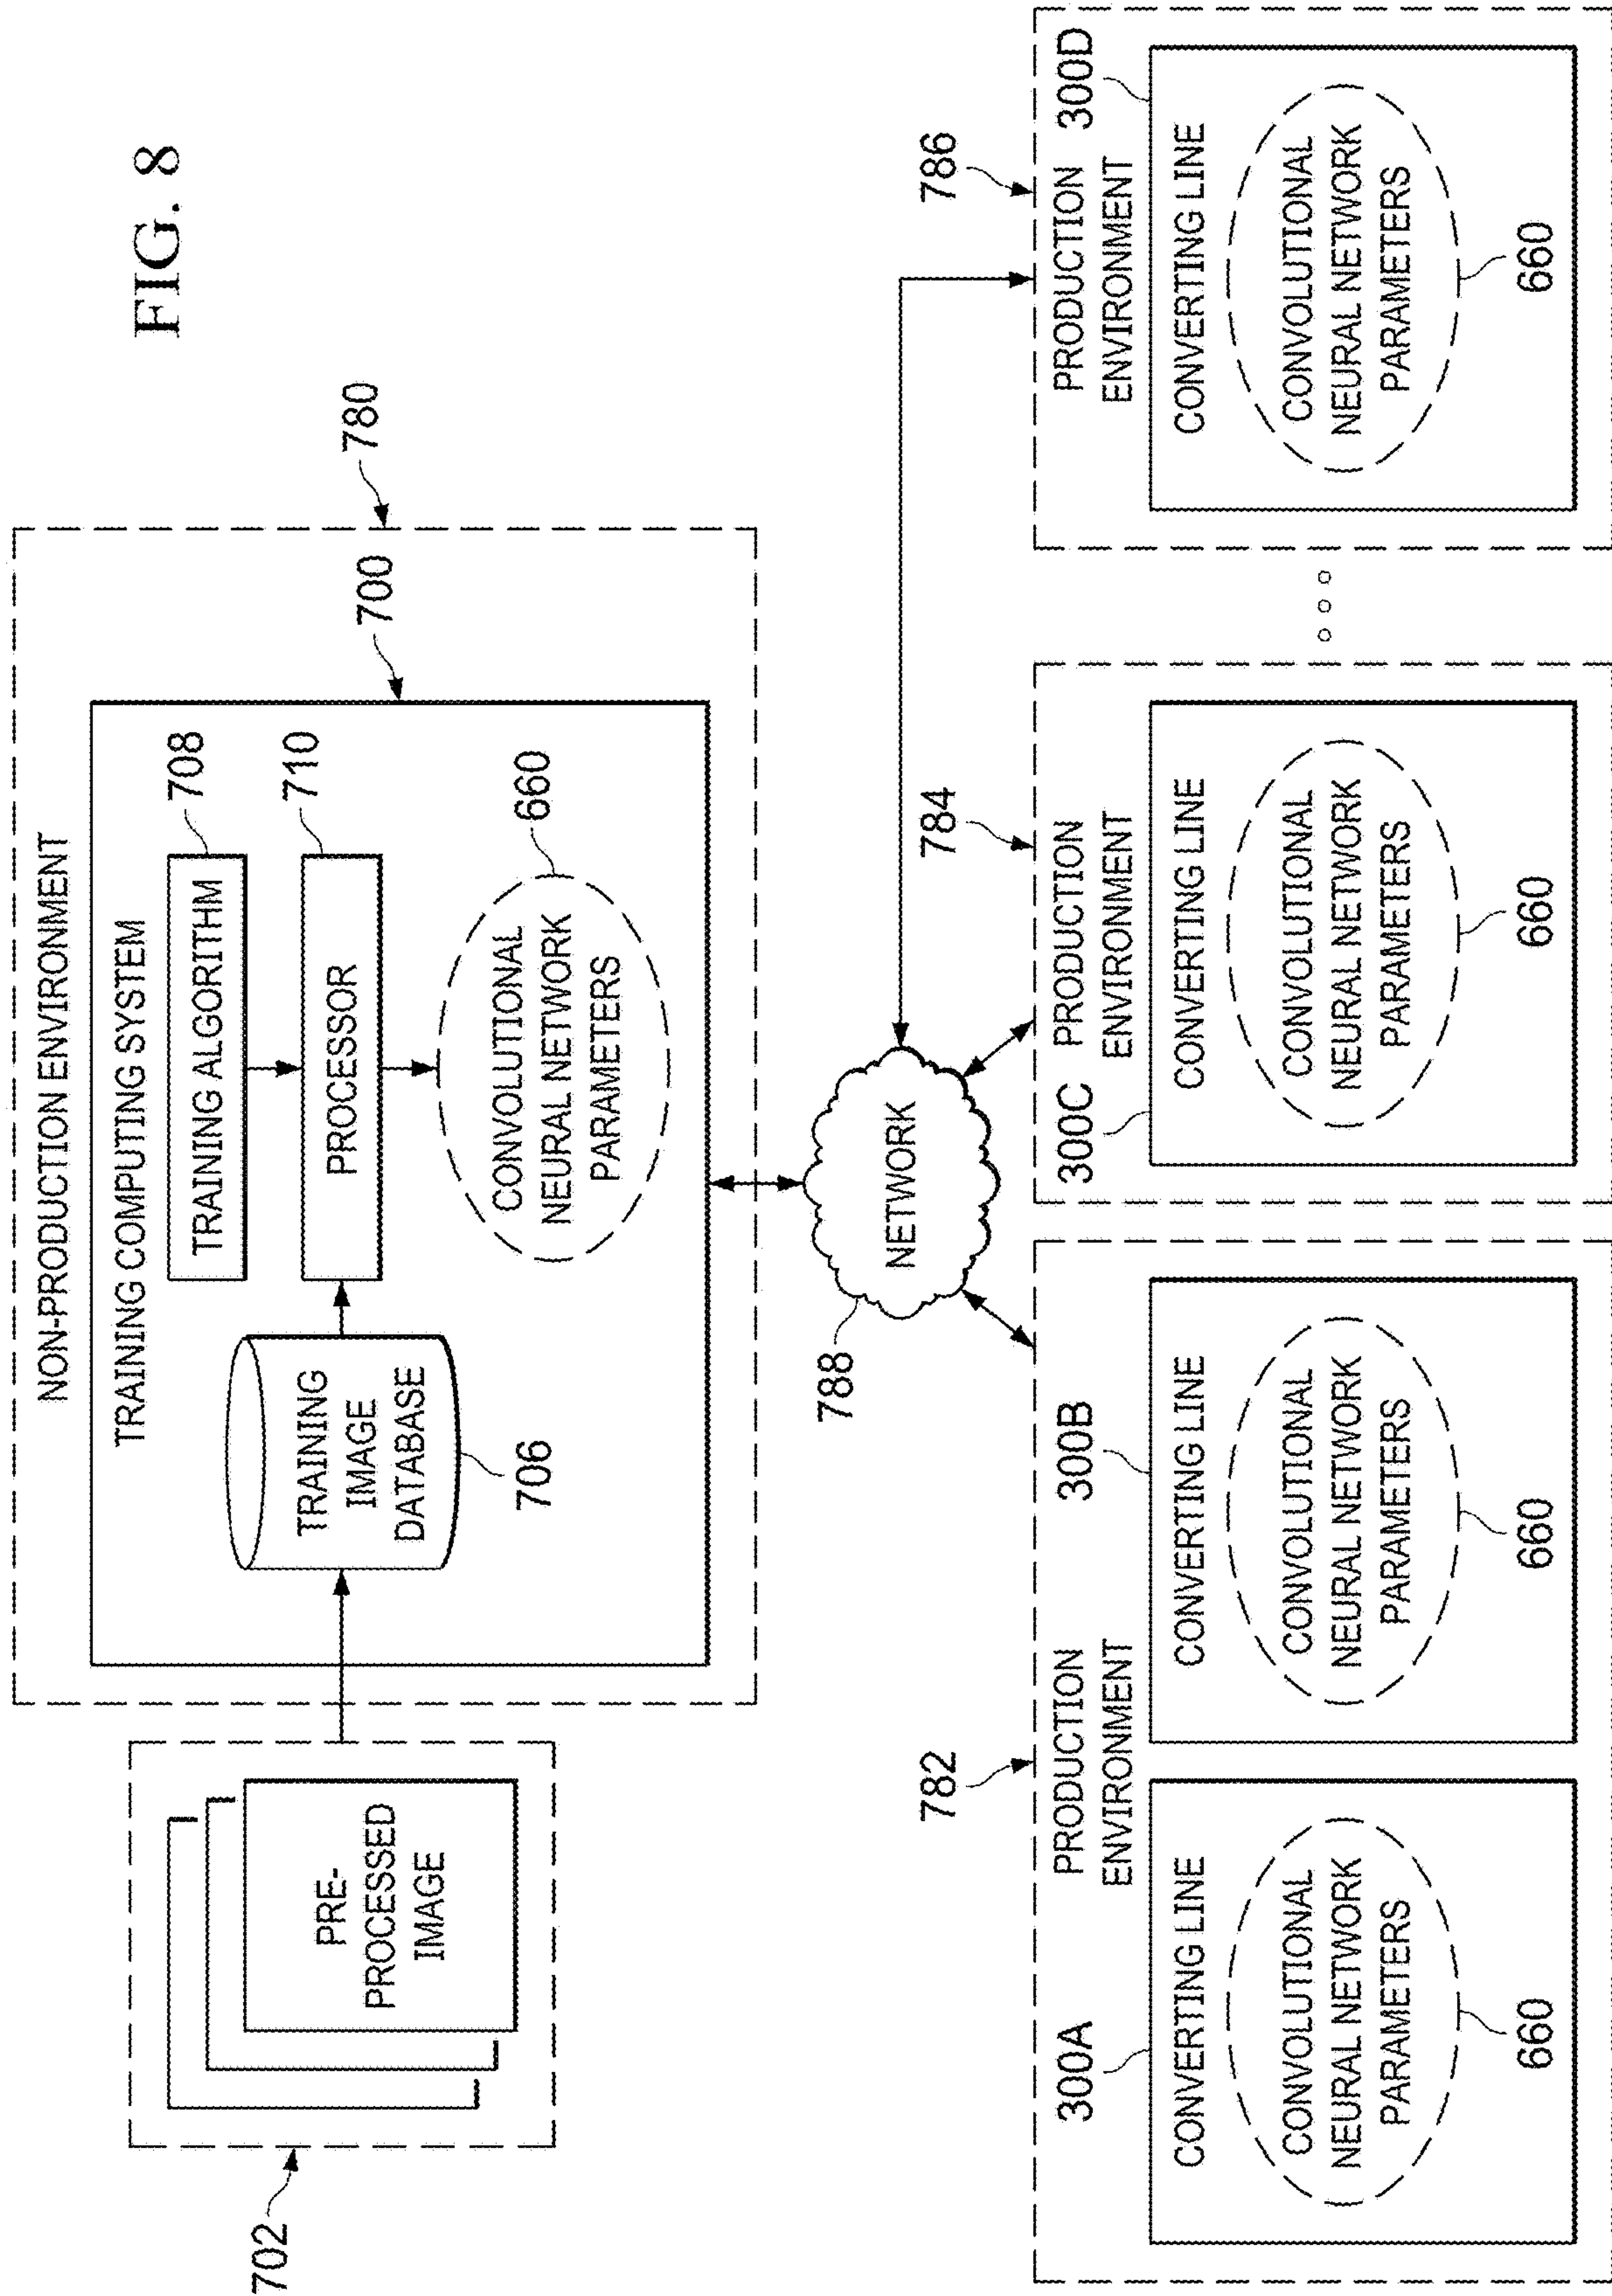 FIG. 8
780
NON-PRODUCTION ENVIRONMENT
700
TRAINING COMPUTING SYSTEM
708
TRAINING ALGORITHM
710
PROCESSOR
660
CONVOLUTIONAL
NEURAL NETWORK
PARAMETERS
TRAINING
IMAGE
DATABASE
706
PRE-
PROCESSED
IMAGE
702
788
NETWORK
782
PRODUCTION
ENVIRONMENT
300A
CONVERTING LINE
CONVOLUTIONAL
NEURAL NETWORK
PARAMETERS
660
300B
CONVERTING LINE
CONVOLUTIONAL
NEURAL NETWORK
PARAMETERS
660
784
PRODUCTION
ENVIRONMENT
300C
CONVERTING LINE
CONVOLUTIONAL
NEURAL NETWORK
PARAMETERS
660
786
PRODUCTION
ENVIRONMENT
300D
CONVERTING LINE
CONVOLUTIONAL
NEURAL NETWORK
PARAMETERS
660